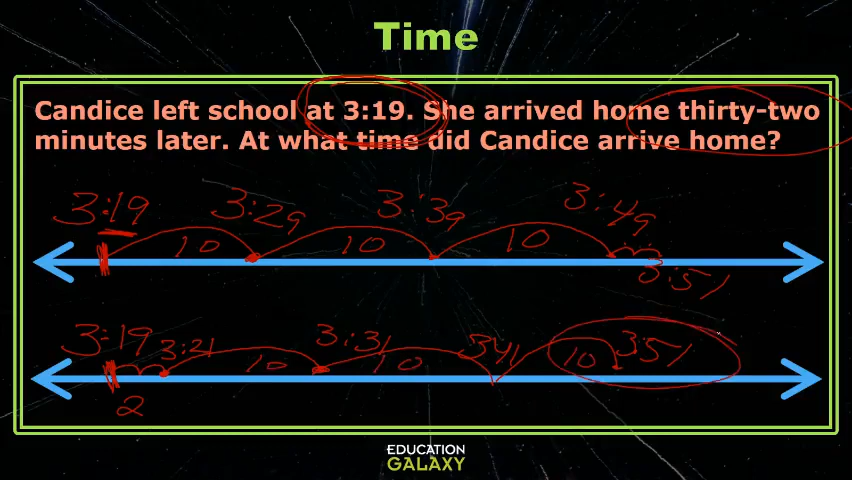 Time
Candice left school at 3:19. She arrived home thirty-two
minutes later. At what time did Candice arrive home?
3:19 3:29 3:39 3:49
10 10 10
3:51
3:19 3:21 3:31 341 3:51
10 10 10
2
EDUCATION
GALAXY